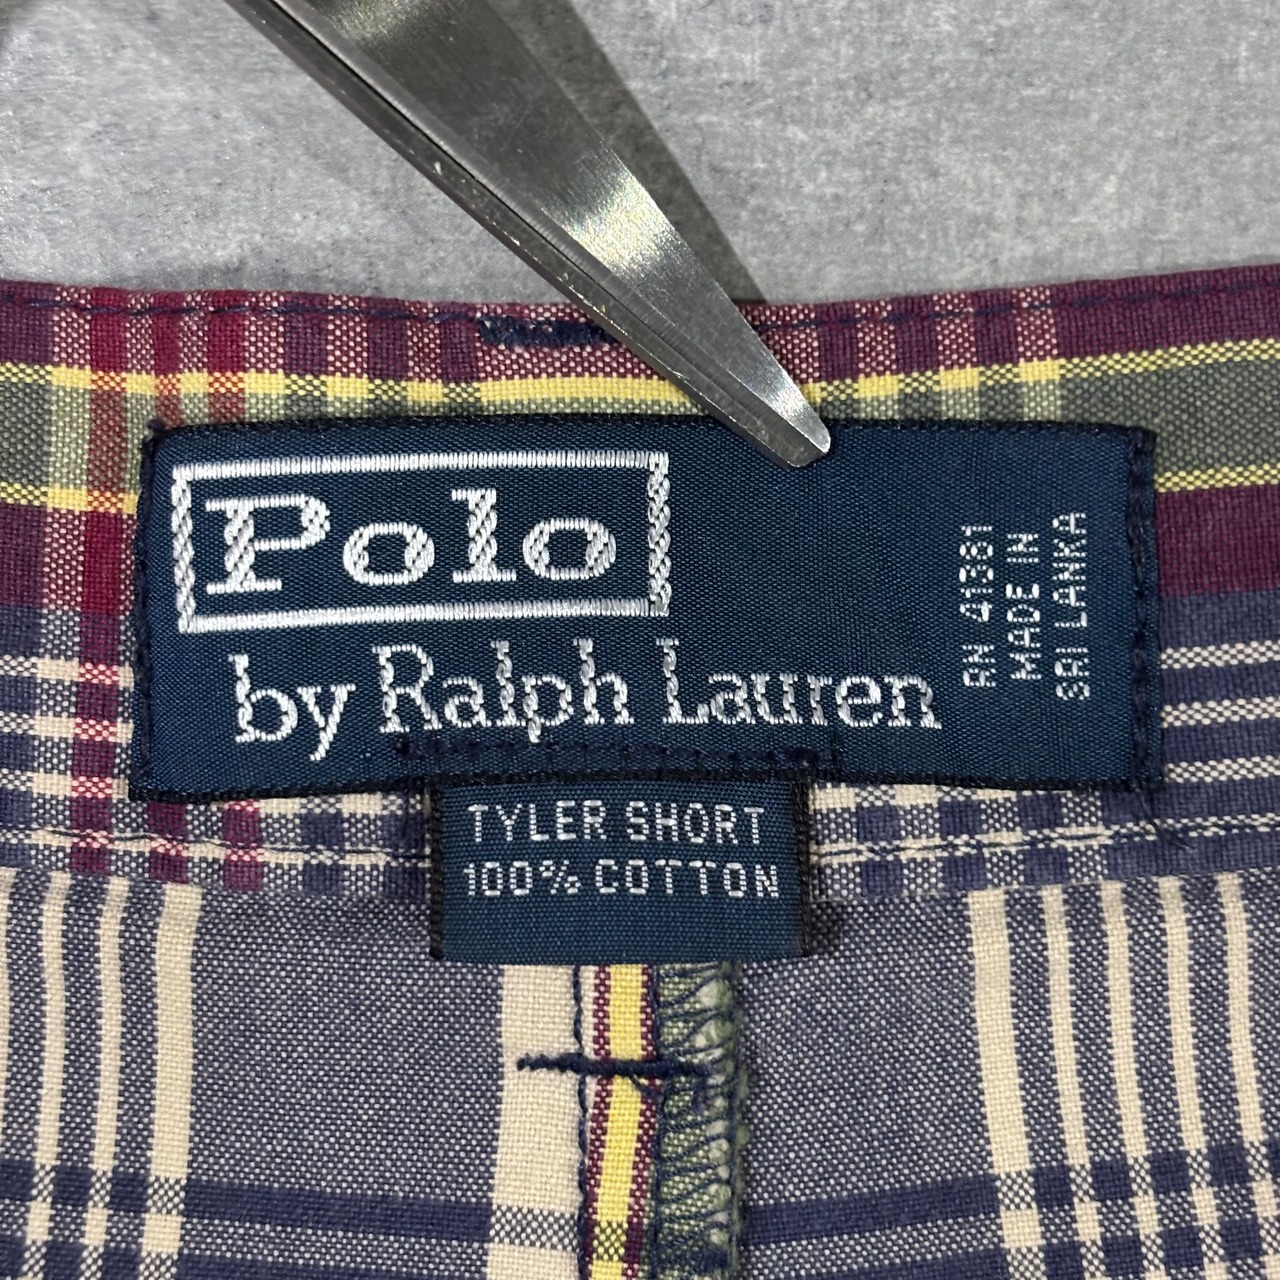 Polo
by Ralph Lauren
RN 41381
MADE IN
SRI LANKA
TYLER SHORT
100% COTTON